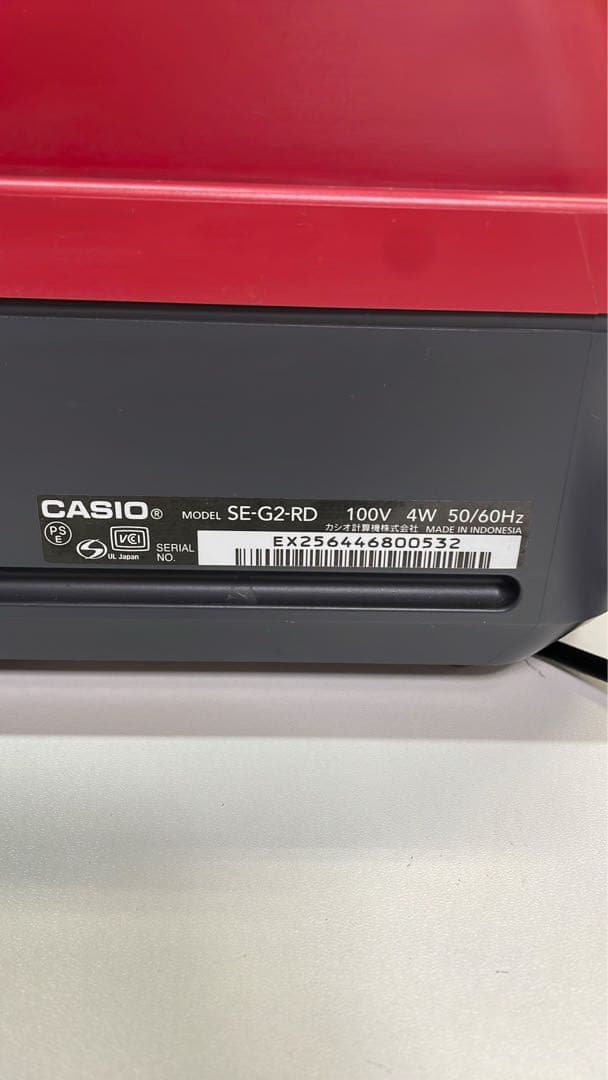 CASIO® MODEL SE-G2-RD 100V 4W 50/60Hz
カシオ計算機株式会社 MADE IN INDONESIA
PS E
VCI
UL Japan
SERIAL NO.
EX256446800532